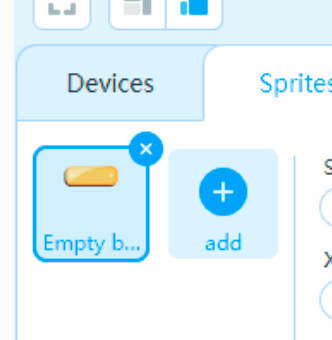 Devices
Sprites
S
Empty b...
add
X